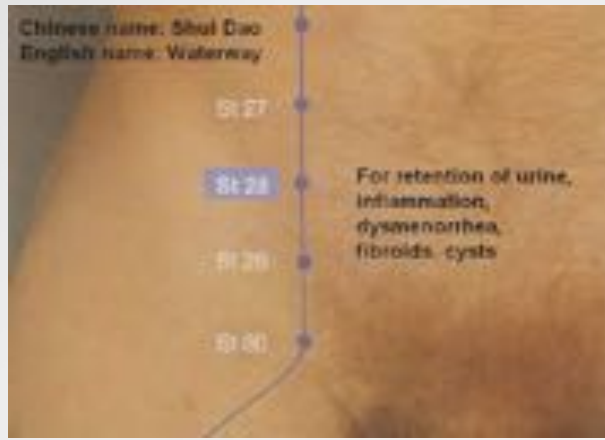 Chinese name: Shui Dao
English name: Waterway
St 27
St 28
For retention of urine,
inflammation,
dysmenorrhea,
fibroids, cysts
St 29
St 30